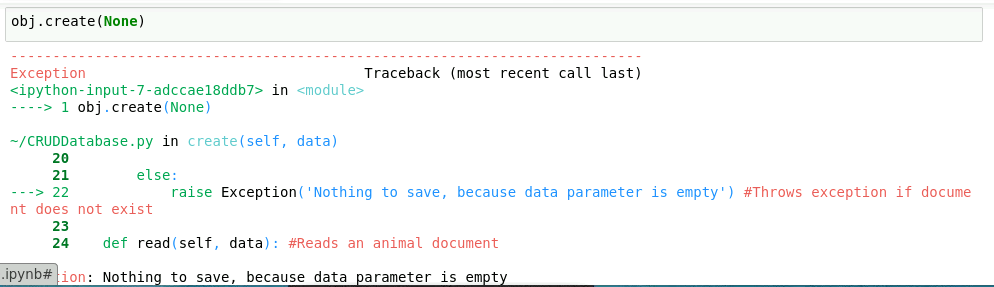 obj.create(None)
---------------------------------------------------------------------------
Exception                                 Traceback (most recent call last)
<ipython-input-7-adccae18ddb7> in <module>
----> 1 obj.create(None)
~/CRUDDatabase.py in create(self, data)
     20
     21         else:
---> 22             raise Exception('Nothing to save, because data parameter is empty') #Throws exception if docume
nt does not exist
     23
     24     def read(self, data): #Reads an animal document
.ipynb# tion: Nothing to save, because data parameter is empty